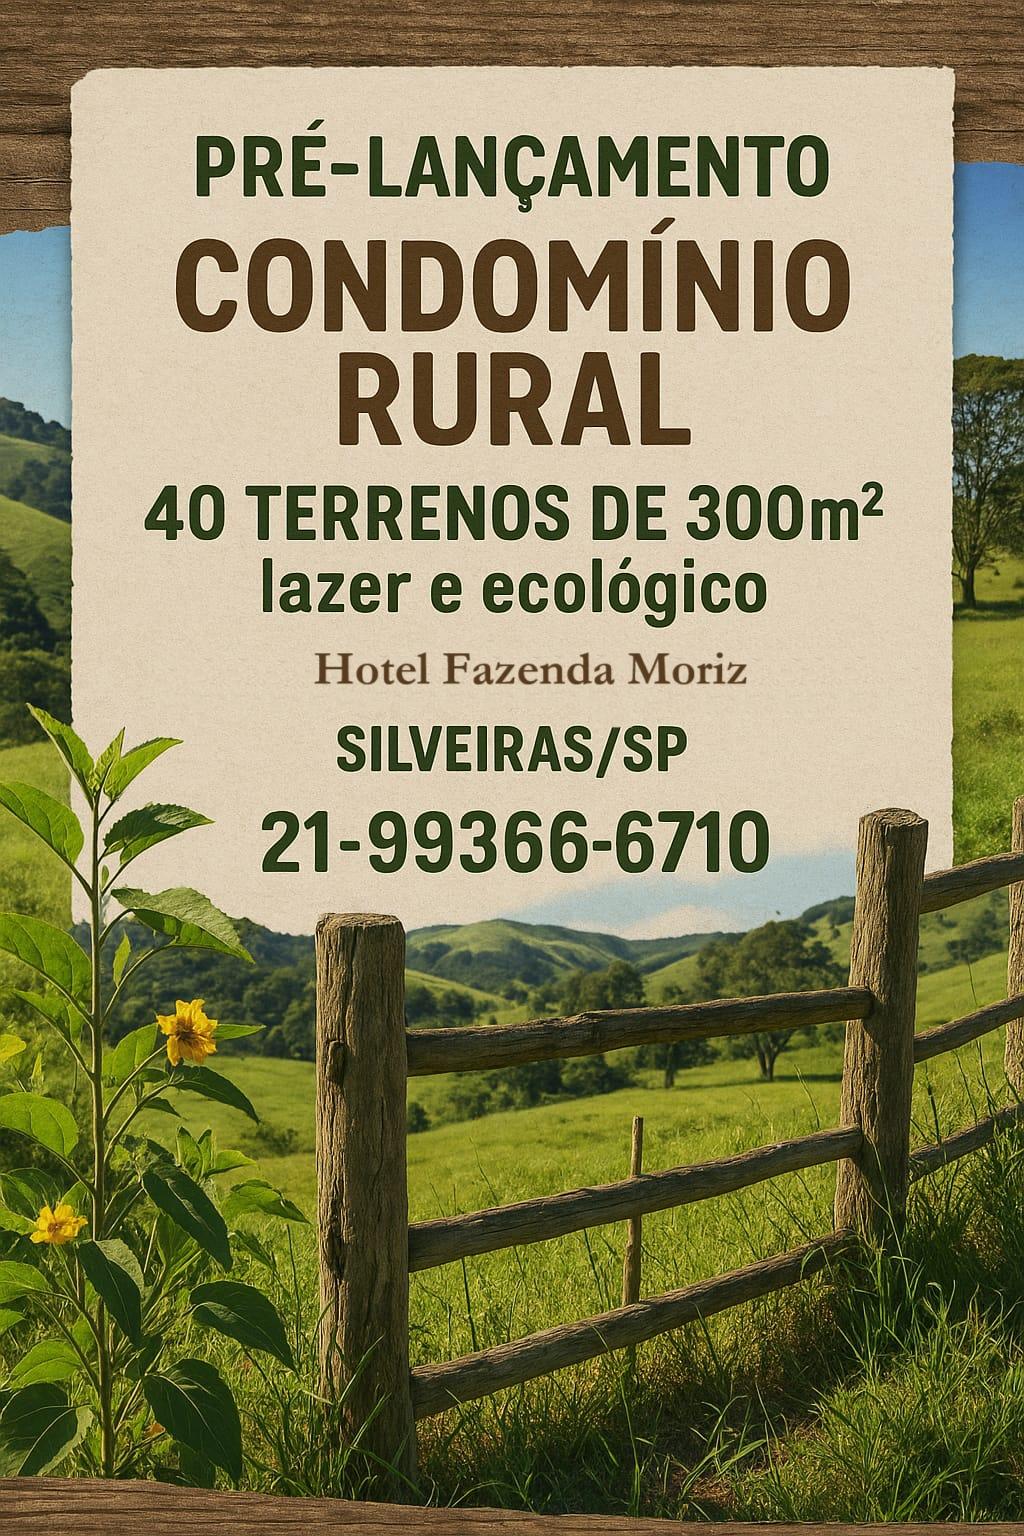 PRÉ-LANÇAMENTO
CONDOMÍNIO
RURAL
40 TERRENOS DE 300m²
lazer e ecológico
Hotel Fazenda Moriz
SILVEIRAS/SP
21-99366-6710